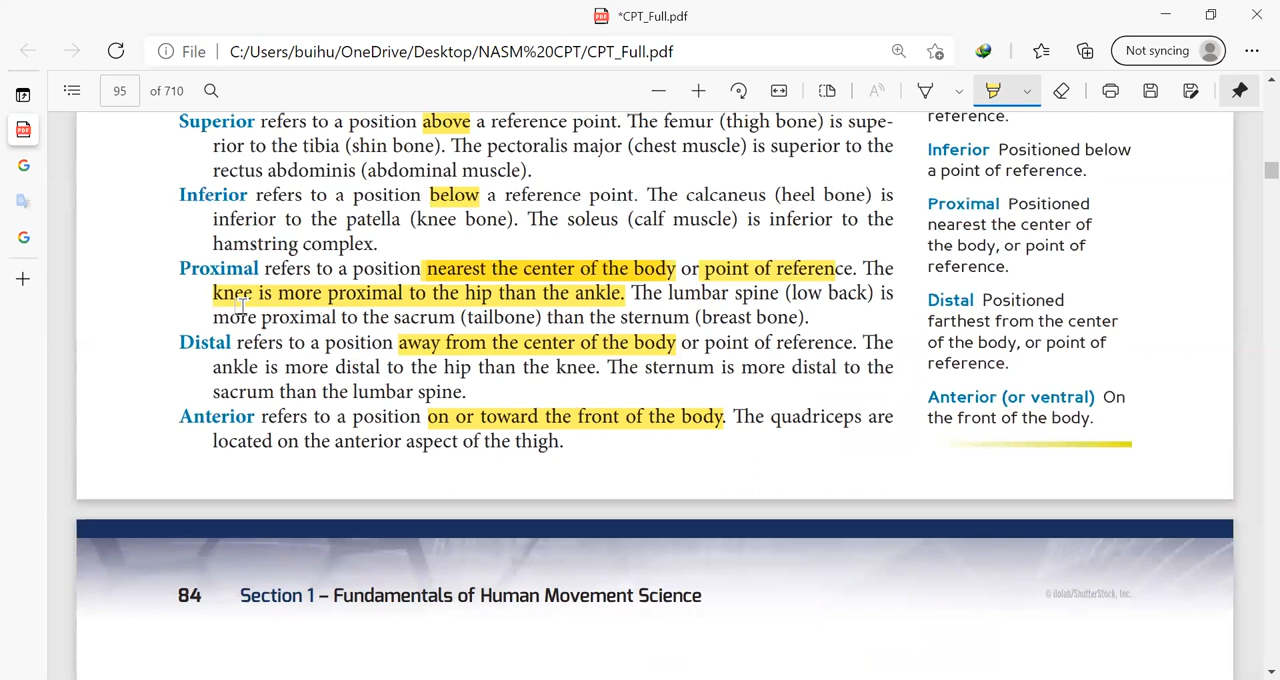 *CPT_Full.pdf
File
C:/Users/buihu/OneDrive/Desktop/NASM%20CPT/CPT_Full.pdf
Not syncing
95
of 710
Superior refers to a position above a reference point. The femur (thigh bone) is supe-
rior to the tibia (shin bone). The pectoralis major (chest muscle) is superior to the
rectus abdominis (abdominal muscle).
Inferior refers to a position below a reference point. The calcaneus (heel bone) is
inferior to the patella (knee bone). The soleus (calf muscle) is inferior to the
hamstring complex.
Proximal refers to a position nearest the center of the body or point of reference. The
knee is more proximal to the hip than the ankle. The lumbar spine (low back) is
more proximal to the sacrum (tailbone) than the sternum (breast bone).
Distal refers to a position away from the center of the body or point of reference. The
ankle is more distal to the hip than the knee. The sternum is more distal to the
sacrum than the lumbar spine.
Anterior refers to a position on or toward the front of the body. The quadriceps are
located on the anterior aspect of the thigh.
reference.
Inferior Positioned below
a point of reference.
Proximal Positioned
nearest the center of
the body, or point of
reference.
Distal Positioned
farthest from the center
of the body, or point of
reference.
Anterior (or ventral) On
the front of the body.
84 Section 1 – Fundamentals of Human Movement Science
© ilolab/ShutterStock, Inc.